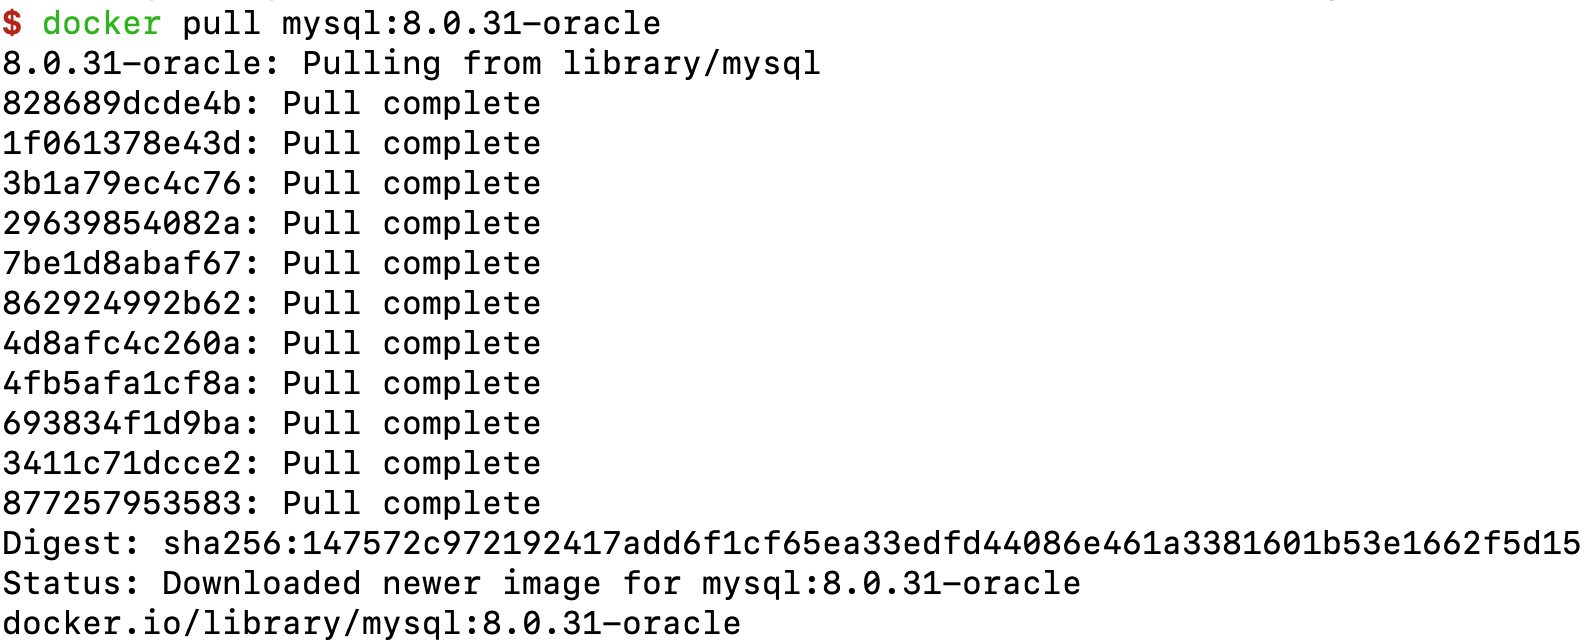 $ docker pull mysql:8.0.31-oracle
8.0.31-oracle: Pulling from library/mysql
828689dcde4b: Pull complete
1f061378e43d: Pull complete
3b1a79ec4c76: Pull complete
29639854082a: Pull complete
7be1d8abaf67: Pull complete
862924992b62: Pull complete
4d8afc4c260a: Pull complete
4fb5afa1cf8a: Pull complete
693834f1d9ba: Pull complete
3411c71dcce2: Pull complete
877257953583: Pull complete
Digest: sha256:147572c972192417add6f1cf65ea33edfd44086e461a3381601b53e1662f5d15
Status: Downloaded newer image for mysql:8.0.31-oracle
docker.io/library/mysql:8.0.31-oracle